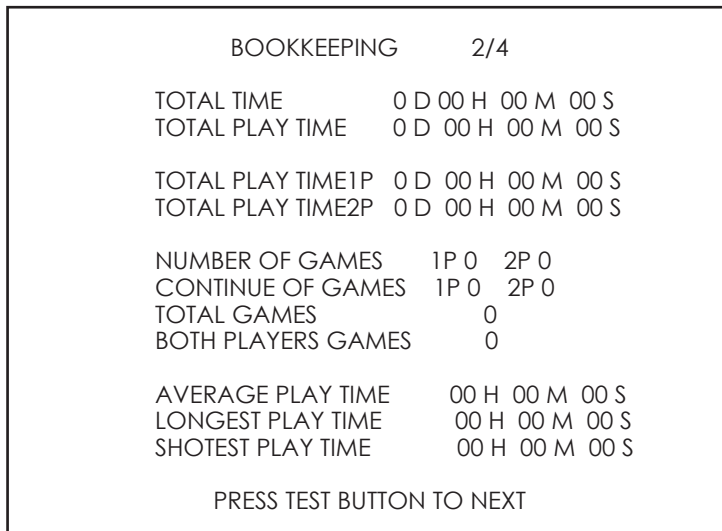 BOOKKEEPING 2/4
TOTAL TIME 0 D 00 H 00 M 00 S
TOTAL PLAY TIME 0 D 00 H 00 M 00 S
TOTAL PLAY TIME1P 0 D 00 H 00 M 00 S
TOTAL PLAY TIME2P 0 D 00 H 00 M 00 S
NUMBER OF GAMES 1P 0 2P 0
CONTINUE OF GAMES 1P 0 2P 0
TOTAL GAMES 0
BOTH PLAYERS GAMES 0
AVERAGE PLAY TIME 00 H 00 M 00 S
LONGEST PLAY TIME 00 H 00 M 00 S
SHOTEST PLAY TIME 00 H 00 M 00 S
PRESS TEST BUTTON TO NEXT